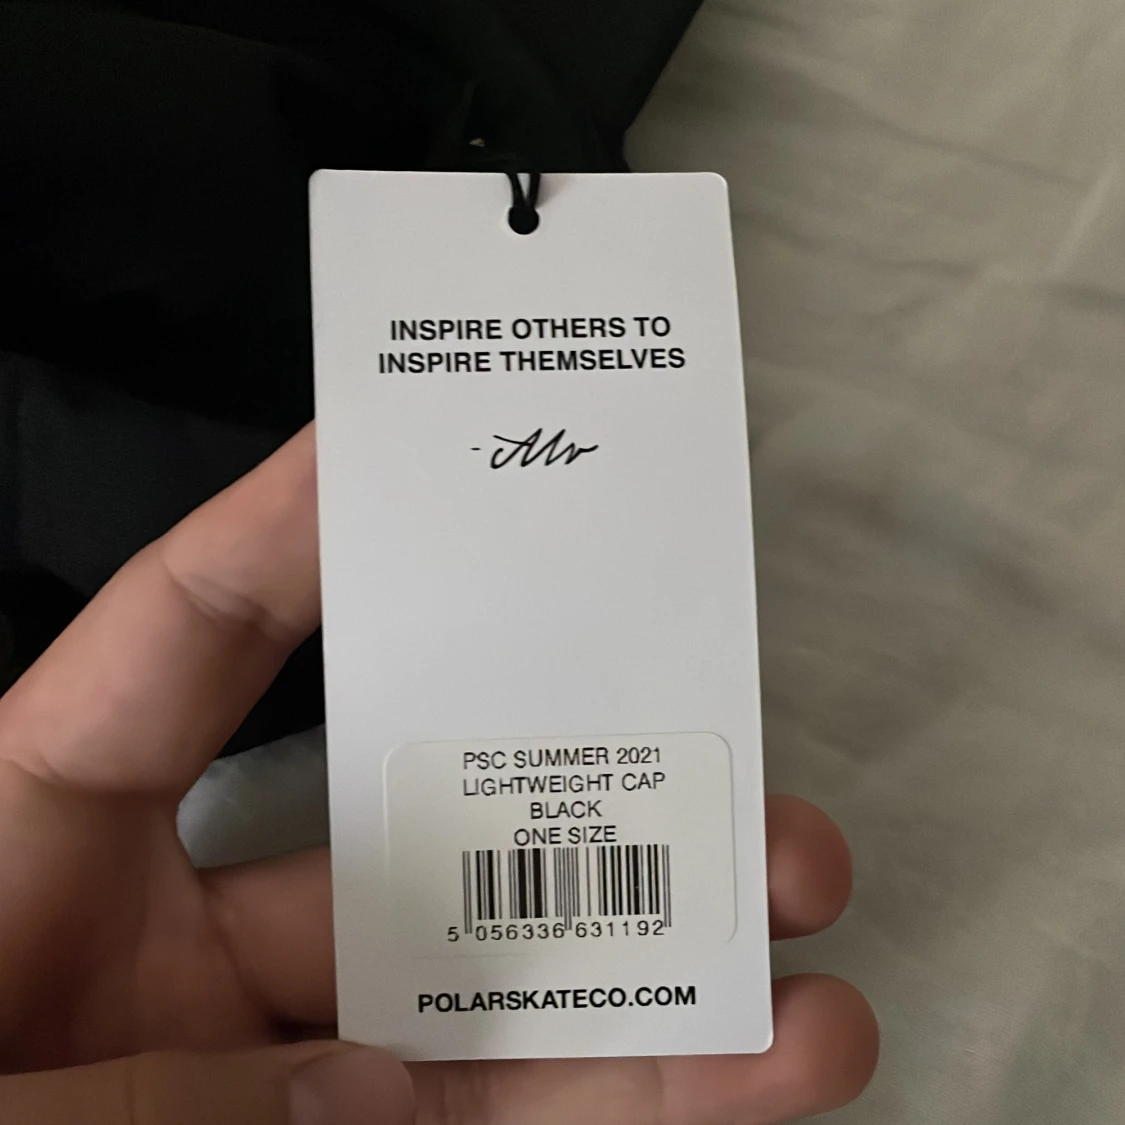 INSPIRE OTHERS TO
INSPIRE THEMSELVES
PSC SUMMER 2021
LIGHTWEIGHT CAP
BLACK
ONE SIZE
5 056336 631192
POLARSKATECO.COM